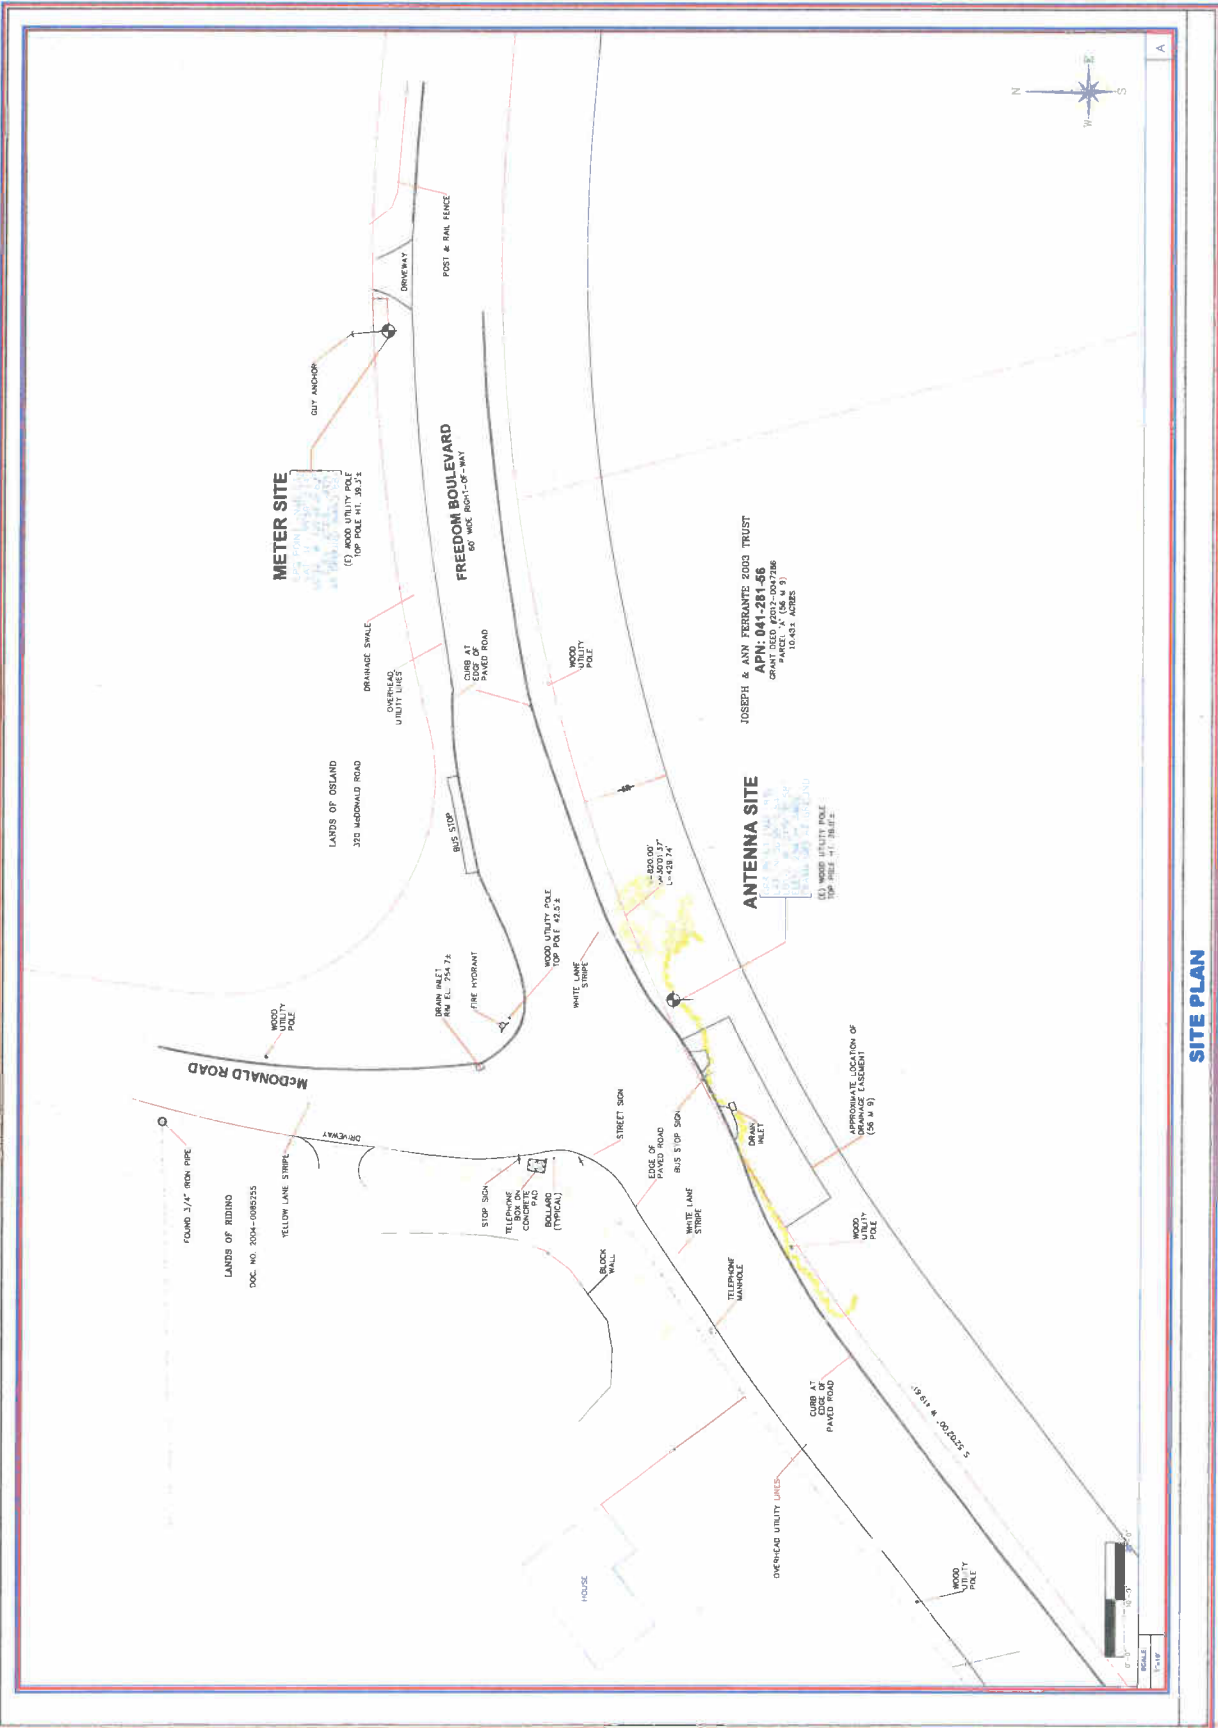 A
N
E
S
W
GUY ANCHOR
DRIVEWAY
POST & RAIL FENCE
METER SITE
(E) WOOD UTILITY POLE
TOP POLE HT. 39.3'±
FREEDOM BOULEVARD
60' WIDE RIGHT-OF-WAY
DRAINAGE SWALE
OVERHEAD
UTILITY LINES
CURB AT
EDGE OF
PAVED ROAD
WOOD
UTILITY
POLE
JOSEPH & ANN FERRANTE 2003 TRUST
APN: 041-281-56
GRANT DEED #2012-0047286
PARCEL 'A' (56 M 9)
10.43± ACRES
LANDS OF OSLAND
320 McDONALD ROAD
BUS STOP
ANTENNA SITE
(E) WOOD UTILITY POLE
TOP POLE HT.
L=429.74'
WOOD UTILITY POLE
TOP POLE 42.5'±
WHITE LANE
STRIPE
DRAIN INLET
RIM EL. 254.7±
FIRE HYDRANT
WOOD
UTILITY
POLE
McDONALD ROAD
DRIVEWAY
FOUND 3/4" IRON PIPE
LANDS OF RIDINO
DOC. NO. 2004-0085255
YELLOW LANE STRIPE
STOP SIGN
TELEPHONE
BOX ON
CONCRETE
PAD
BOLLARD
(TYPICAL)
STREET SIGN
EDGE OF
PAVED ROAD
BUS STOP SIGN
WHITE LANE
STRIPE
DRAIN
INLET
APPROXIMATE LOCATION OF
DRAINAGE EASEMENT
(56 M 9)
WOOD
UTILITY
POLE
BLOCK
WALL
TELEPHONE
MANHOLE
CURB AT
EDGE OF
PAVED ROAD
S 52°02'00" W 419.61'
OVERHEAD UTILITY LINES
HOUSE
WOOD
UTILITY
POLE
SCALE
SITE PLAN